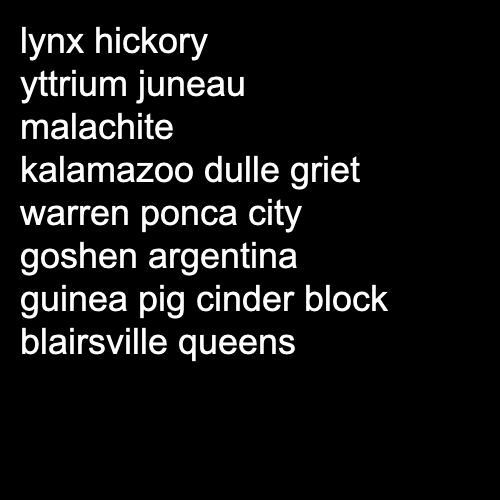 lynx hickory
yttrium juneau
malachite
kalamazoo dulle griet
warren ponca city
goshen argentina
guinea pig cinder block
blairsville queens